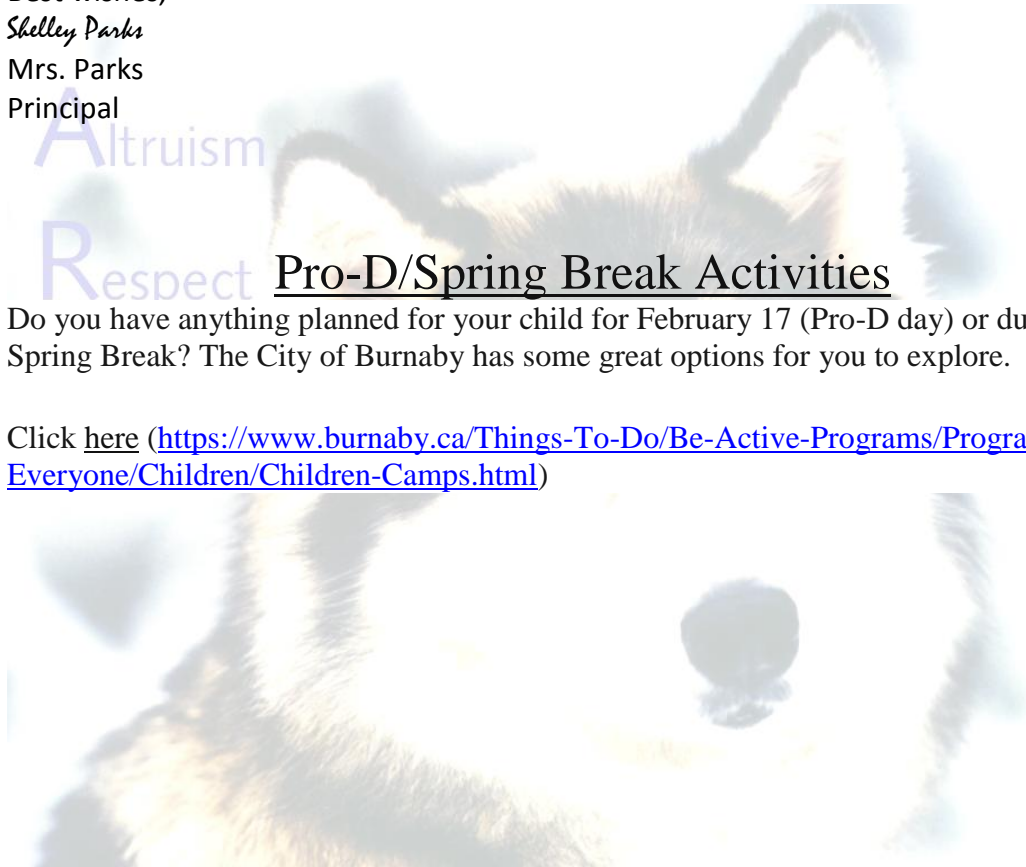 Best wishes,
Shelley Parks
Mrs. Parks
Principal
Altruism
Respect
Pro-D/Spring Break Activities
Do you have anything planned for your child for February 17 (Pro-D day) or du
Spring Break? The City of Burnaby has some great options for you to explore.
Click here (https://www.burnaby.ca/Things-To-Do/Be-Active-Programs/Progra
Everyone/Children/Children-Camps.html)